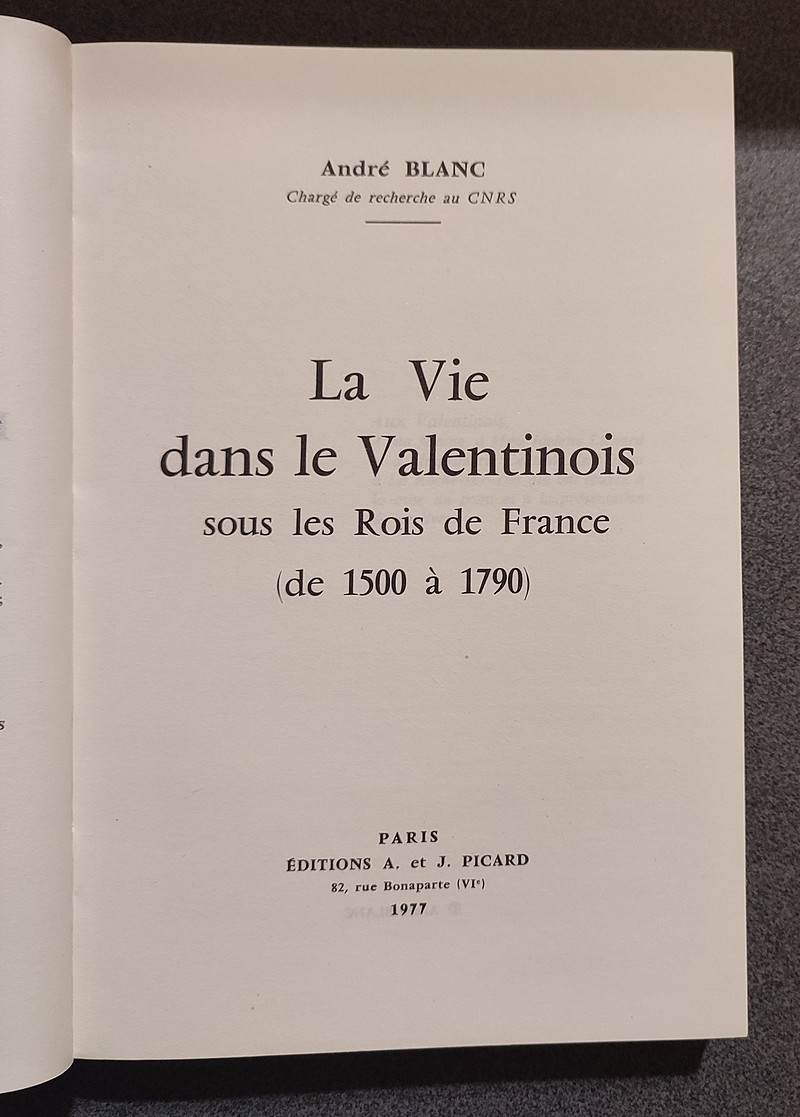 André BLANC
Chargé de recherche au CNRS
La Vie
dans le Valentinois
sous les Rois de France
(de 1500 à 1790)
PARIS
ÉDITIONS A. et J. PICARD
82, rue Bonaparte (VIᵉ)
1977